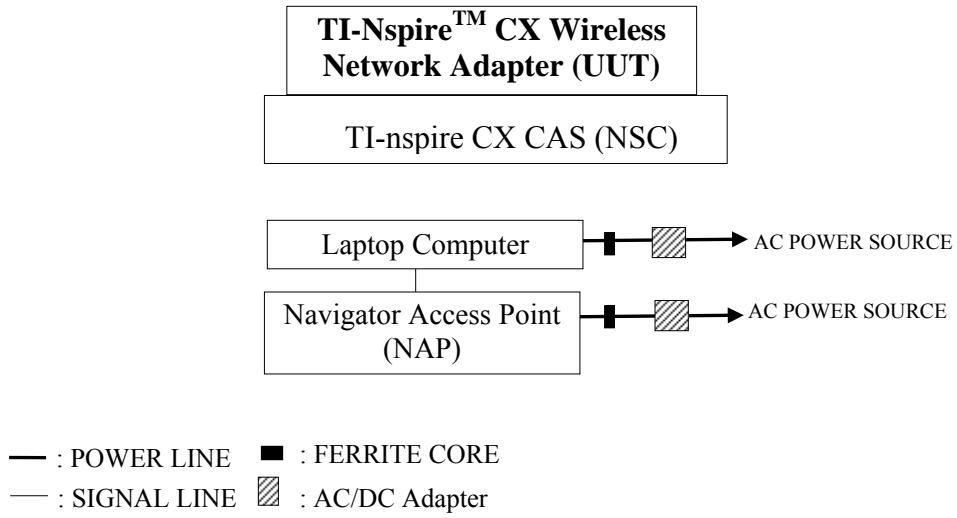 TI-Nspire™ CX Wireless
Network Adapter (UUT)
TI-nspire CX CAS (NSC)
Laptop Computer
AC POWER SOURCE
Navigator Access Point
(NAP)
AC POWER SOURCE
: POWER LINE : FERRITE CORE
: SIGNAL LINE : AC/DC Adapter